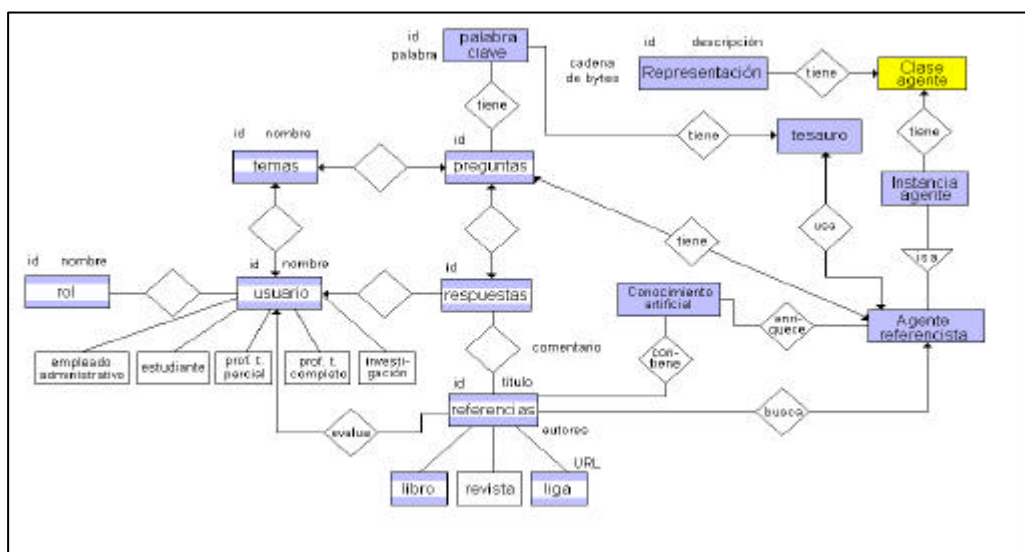 id
palabra
palabra
clave
cadena
de bytes
id descripción
Representación
tiene
Clase
agente
tiene
tiene
tesauro
tiene
id nombre
temas
id
preguntas
Instancia
agente
usa
tiene
isa
id nombre
rol
id nombre
usuario
id
respuestas
Conocimiento
artificial
enri-
quece
Agente
referencista
empleado
administrativo
estudiante
prof. t.
parcial
prof. t.
completo
investi-
gación
comentario
con-
tiene
id título
referencias
evalua
busca
autores
URL
libro
revista
liga